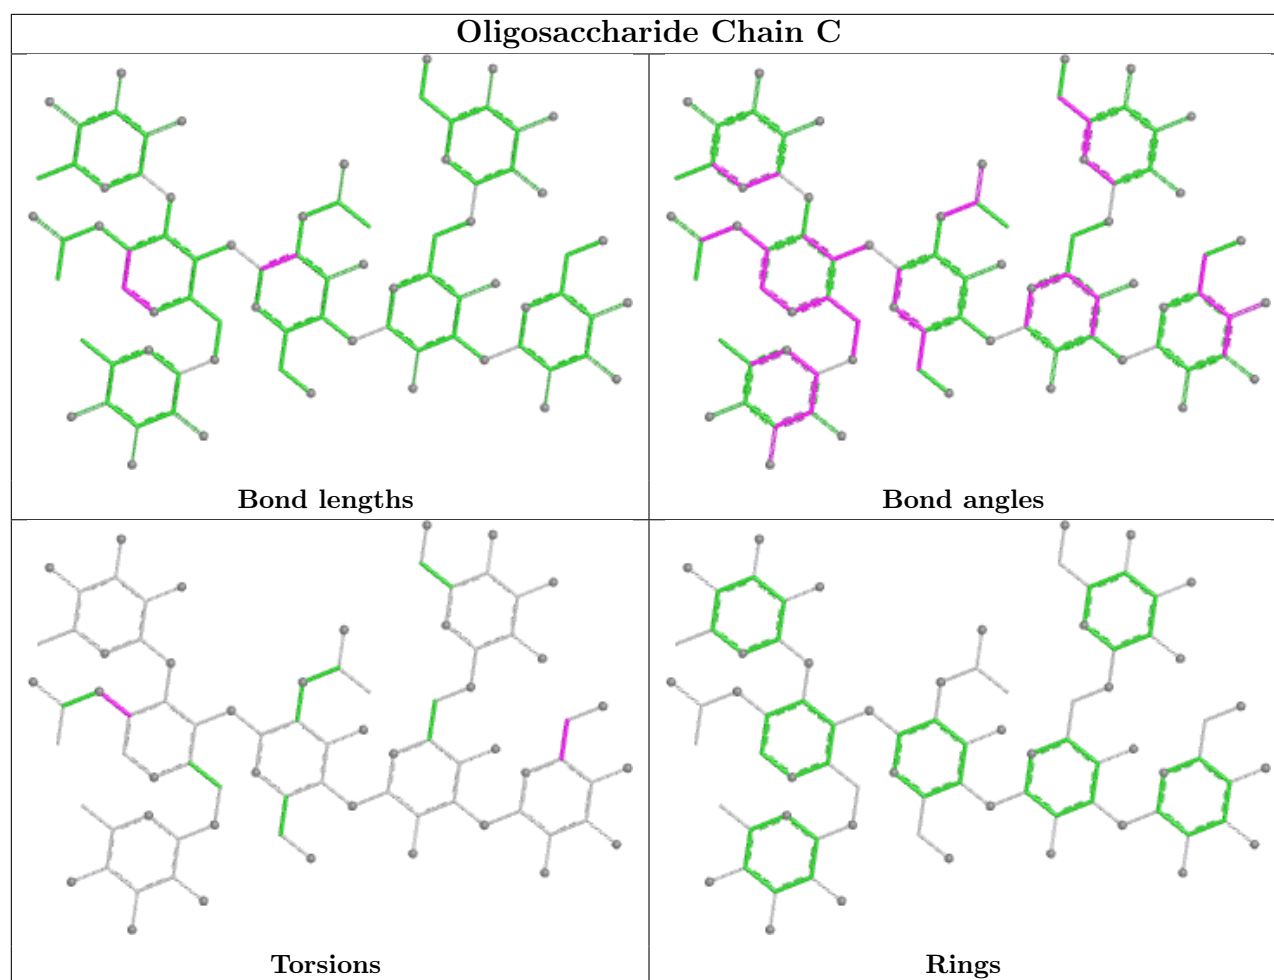 Oligosaccharide Chain C
Bond lengths
Bond angles
Torsions
Rings